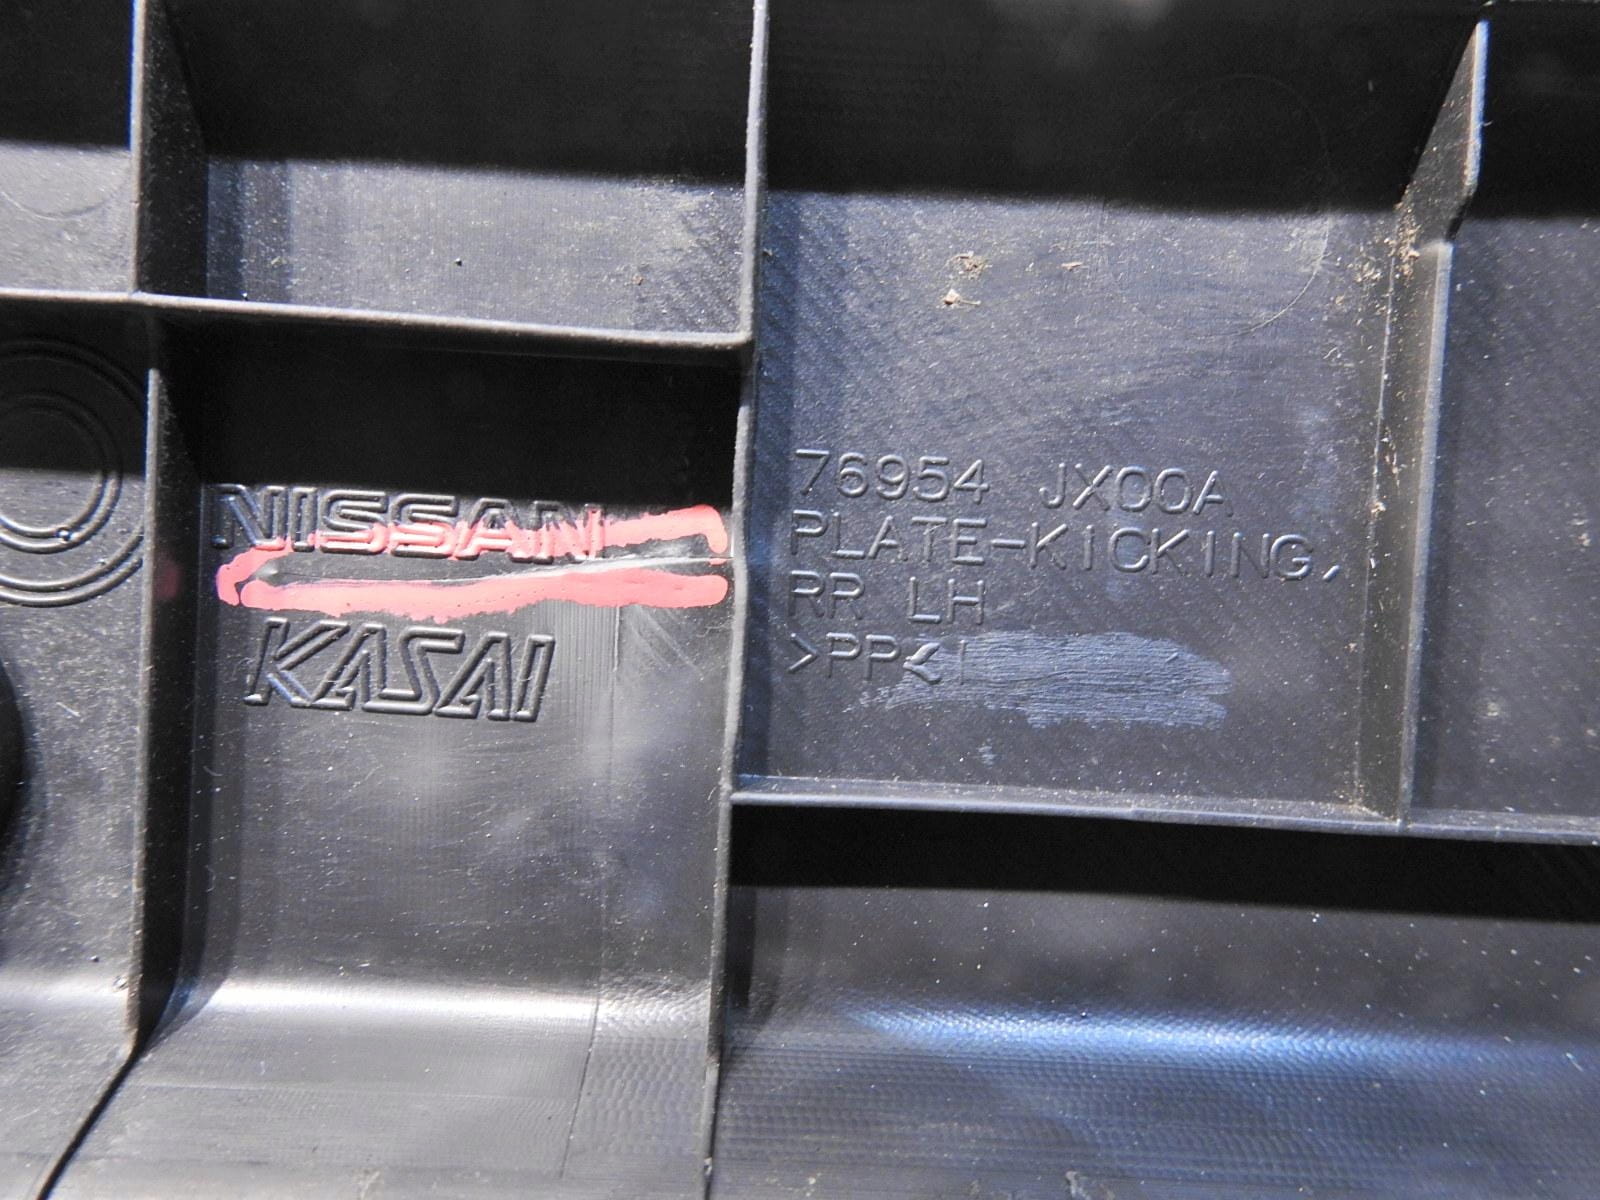 NISSAN
KASAI
76954 JX00A
PLATE-KICKING,
RR LH
>PP<